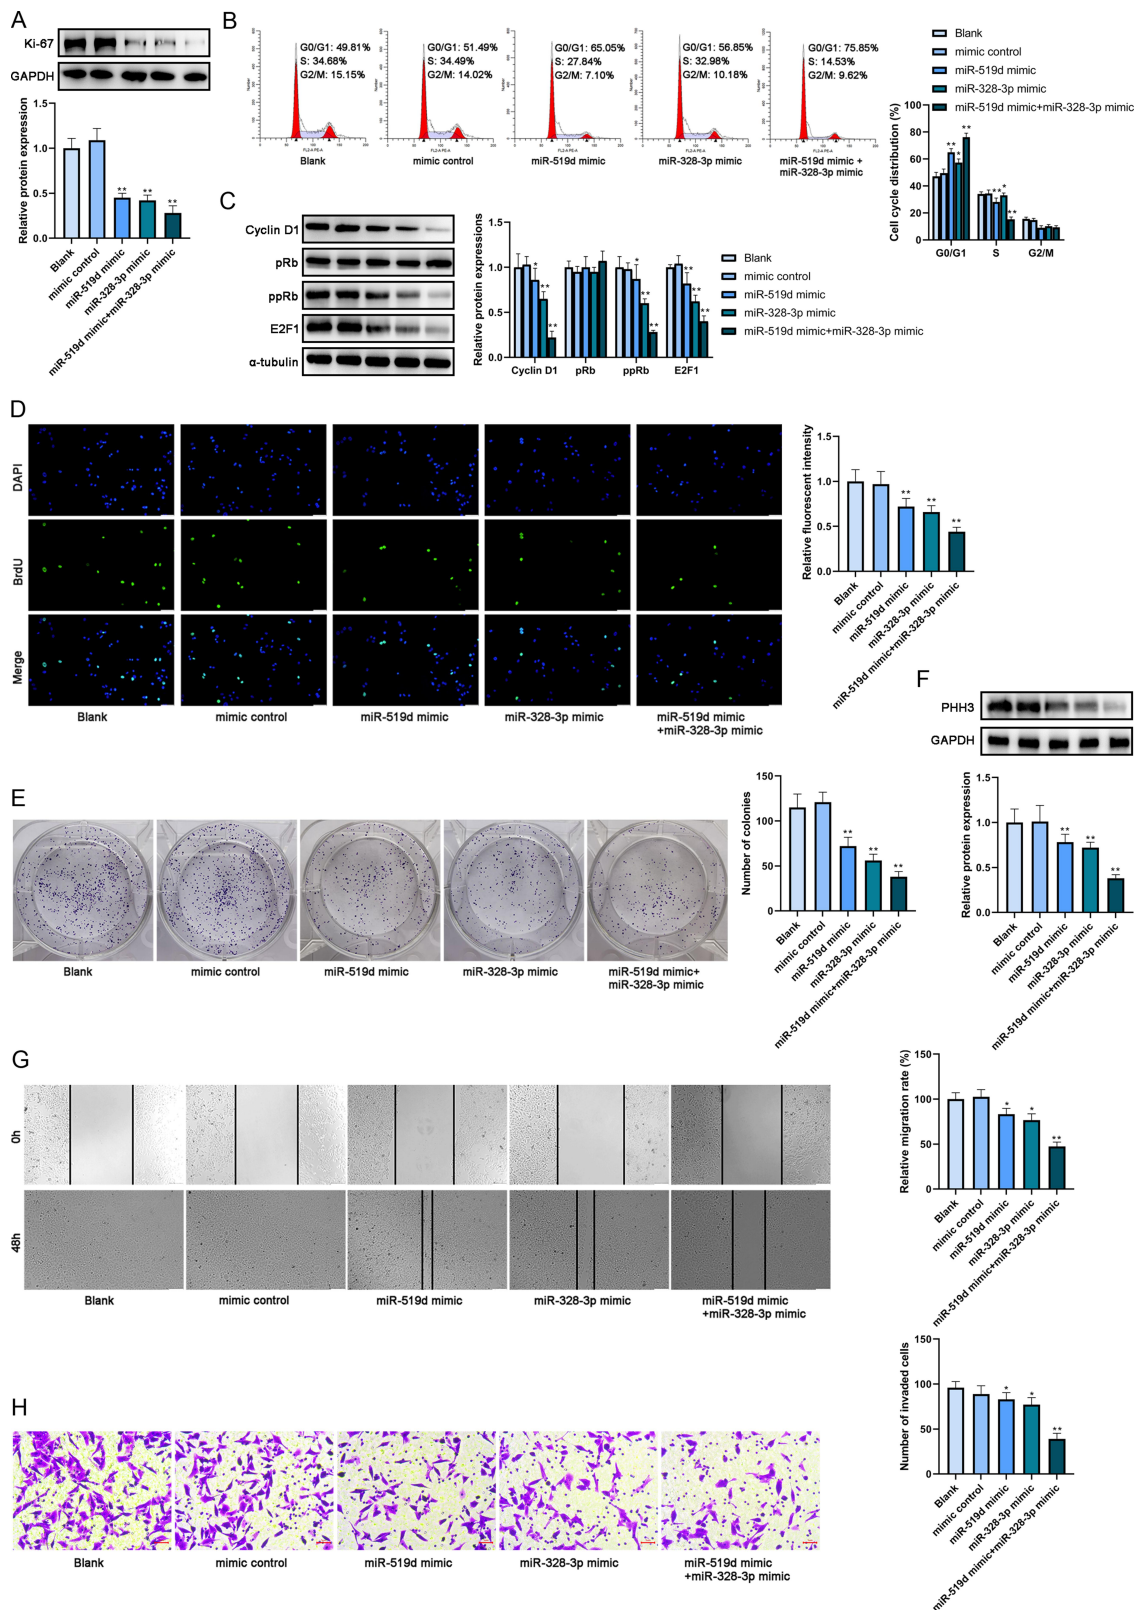 A
Ki-67
GAPDH
Relative protein expression
1.5
1.0
0.5
0.0
**
**
**
Blank
mimic control
miR-519d mimic
miR-328-3p mimic
miR-519d mimic+miR-328-3p mimic
B
G0/G1: 49.81%
S: 34.68%
G2/M: 15.15%
Blank
G0/G1: 51.49%
S: 34.49%
G2/M: 14.02%
mimic control
G0/G1: 65.05%
S: 27.84%
G2/M: 7.10%
miR-519d mimic
G0/G1: 56.85%
S: 32.98%
G2/M: 10.18%
miR-328-3p mimic
G0/G1: 75.85%
S: 14.53%
G2/M: 9.62%
miR-519d mimic +
miR-328-3p mimic
Blank
mimic control
miR-519d mimic
miR-328-3p mimic
miR-519d mimic+miR-328-3p mimic
Cell cycle distribution (%)
100
80
60
40
20
0
**
*
**
**
*
**
G0/G1
S
G2/M
C
Cyclin D1
pRb
ppRb
E2F1
α-tubulin
Relative protein expressions
1.5
1.0
0.5
0.0
*
**
**
*
**
**
**
**
**
Cyclin D1
pRb
ppRb
E2F1
Blank
mimic control
miR-519d mimic
miR-328-3p mimic
miR-519d mimic+miR-328-3p mimic
D
DAPI
BrdU
Merge
Blank
mimic control
miR-519d mimic
miR-328-3p mimic
miR-519d mimic
+miR-328-3p mimic
Relative fluorescent intensity
1.5
1.0
0.5
0.0
**
**
**
Blank
mimic control
miR-519d mimic
miR-328-3p mimic
miR-519d mimic+miR-328-3p mimic
E
Blank
mimic control
miR-519d mimic
miR-328-3p mimic
miR-519d mimic+
miR-328-3p mimic
Number of colonies
150
100
50
0
**
**
**
Blank
mimic control
miR-519d mimic
miR-328-3p mimic
miR-519d mimic+miR-328-3p mimic
F
PHH3
GAPDH
Relative protein expression
1.5
1.0
0.5
0.0
**
**
**
Blank
mimic control
miR-519d mimic
miR-328-3p mimic
miR-519d mimic+miR-328-3p mimic
G
0h
48h
Blank
mimic control
miR-519d mimic
miR-328-3p mimic
miR-519d mimic
+miR-328-3p mimic
Relative migration rate (%)
150
100
50
0
*
*
**
Blank
mimic control
miR-519d mimic
miR-328-3p mimic
miR-519d mimic+miR-328-3p mimic
H
Blank
mimic control
miR-519d mimic
miR-328-3p mimic
miR-519d mimic
+miR-328-3p mimic
Number of invaded cells
150
100
50
0
*
*
**
Blank
mimic control
miR-519d mimic
miR-328-3p mimic
miR-519d mimic+miR-328-3p mimic